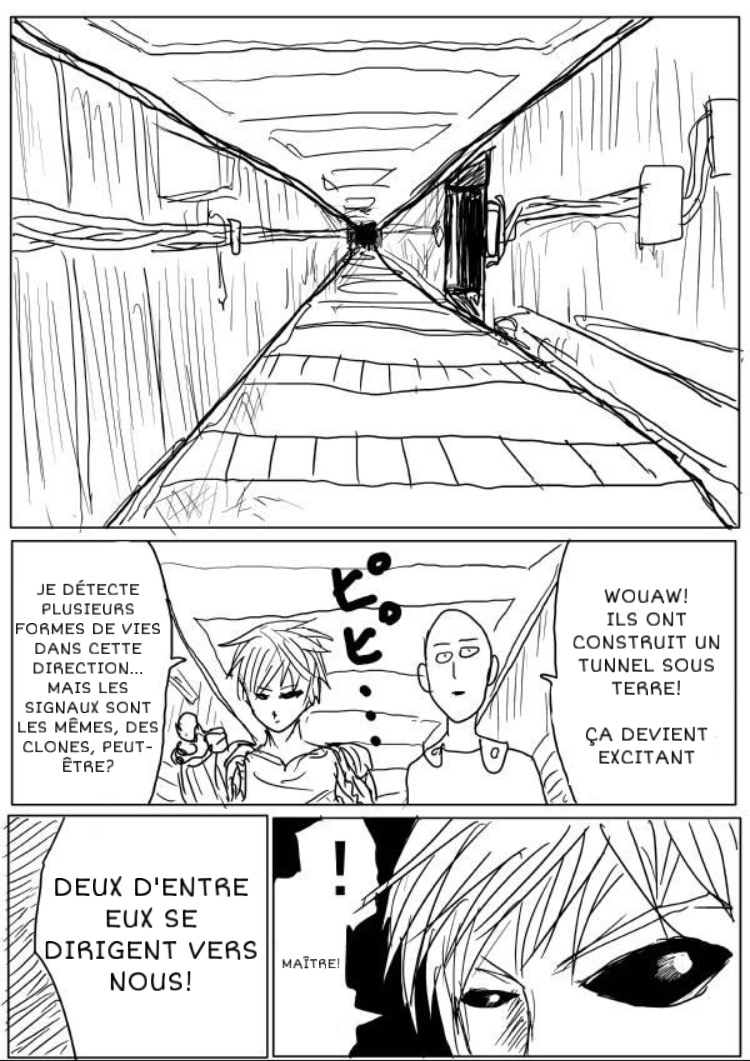 WOUAW!
ILS ONT
CONSTRUIT UN
TUNNEL SOUS
TERRE!
ÇA DEVIENT
EXCITANT
ピピ...
JE DÉTECTE
PLUSIEURS
FORMES DE VIES
DANS CETTE
DIRECTION...
MAIS LES
SIGNAUX SONT
LES MÊMES, DES
CLONES, PEUT-
ÊTRE?
!
MAÎTRE!
DEUX D'ENTRE
EUX SE
DIRIGENT VERS
NOUS!